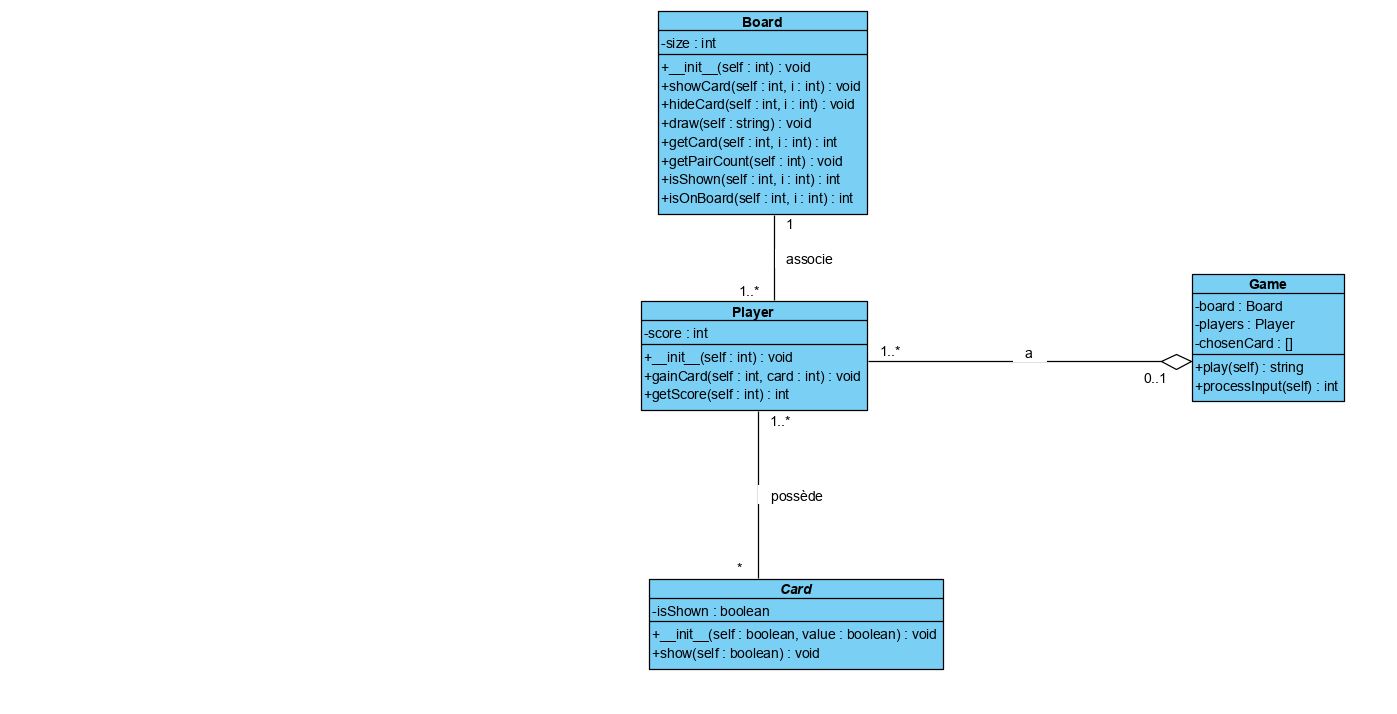 Board
-size : int
+__init__(self : int) : void
+showCard(self : int, i : int) : void
+hideCard(self : int, i : int) : void
+draw(self : string) : void
+getCard(self : int, i : int) : int
+getPairCount(self : int) : void
+isShown(self : int, i : int) : int
+isOnBoard(self : int, i : int) : int
1
associe
1..*
Player
-score : int
+__init__(self : int) : void
+gainCard(self : int, card : int) : void
+getScore(self : int) : int
1..*
a
0..1
Game
-board : Board
-players : Player
-chosenCard : []
+play(self) : string
+processInput(self) : int
1..*
possède
*
Card
-isShown : boolean
+__init__(self : boolean, value : boolean) : void
+show(self : boolean) : void